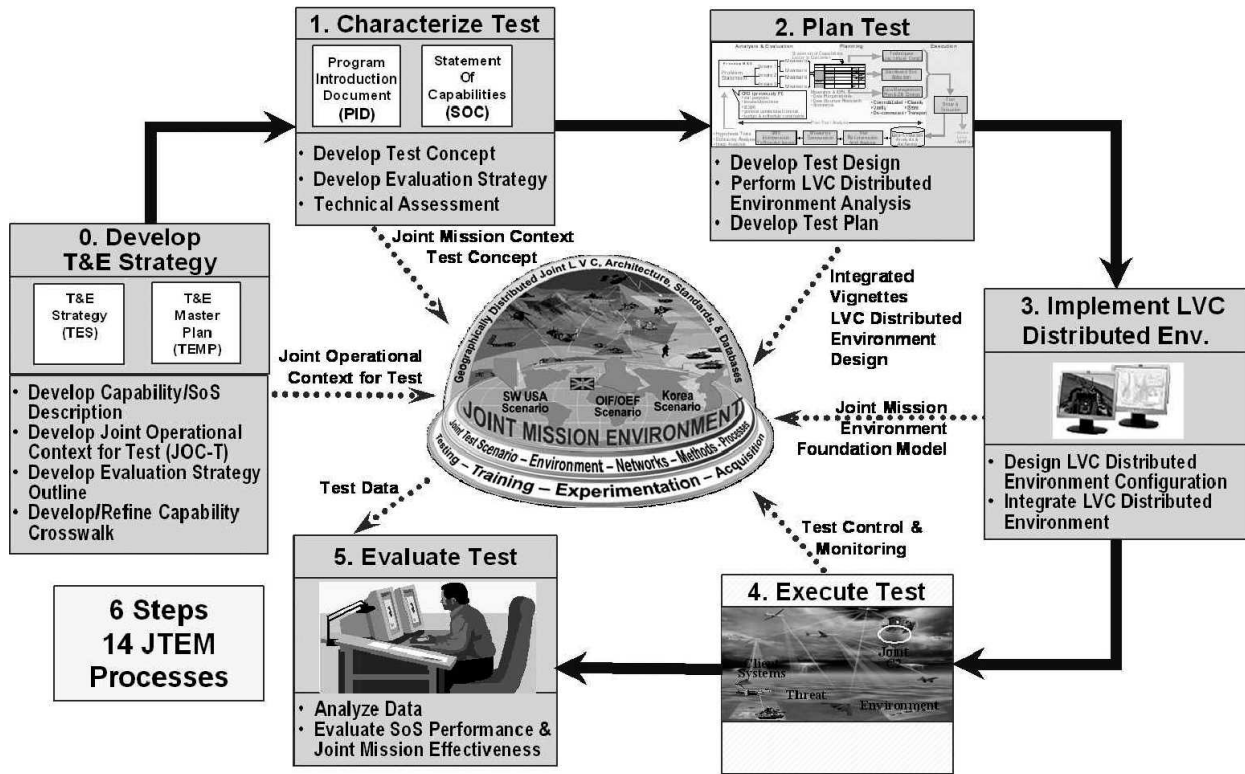 1. Characterize Test
Program
Introduction
Document
(PID)
Statement
Of
Capabilities
(SOC)
• Develop Test Concept
• Develop Evaluation Strategy
• Technical Assessment
2. Plan Test
Analysis & Evaluation
Planning
Execution
• Develop Test Design
• Perform LVC Distributed
Environment Analysis
• Develop Test Plan
0. Develop
T&E Strategy
T&E
Strategy
(TES)
T&E
Master
Plan
(TEMP)
• Develop Capability/SoS
Description
• Develop Joint Operational
Context for Test (JOC-T)
• Develop Evaluation Strategy
Outline
• Develop/Refine Capability
Crosswalk
Joint Mission Context
Test Concept
Integrated
Vignettes
LVC Distributed
Environment
Design
3. Implement LVC
Distributed Env.
• Design LVC Distributed
Environment Configuration
• Integrate LVC Distributed
Environment
Joint Operational
Context for Test
Geographically Distributed Joint L V C, Architecture, Standards, & Databases
SW USA
Scenario
OIF/OEF
Scenario
Korea
Scenario
JOINT MISSION ENVIRONMENT
Joint Test Scenario – Environment – Networks – Methods - Processes
Testing – Training – Experimentation – Acquisition
Joint Mission
Environment
Foundation Model
Test Data
Test Control &
Monitoring
5. Evaluate Test
• Analyze Data
• Evaluate SoS Performance &
Joint Mission Effectiveness
4. Execute Test
Joint
C2
Client
Systems
Threat
Environment
6 Steps
14 JTEM
Processes